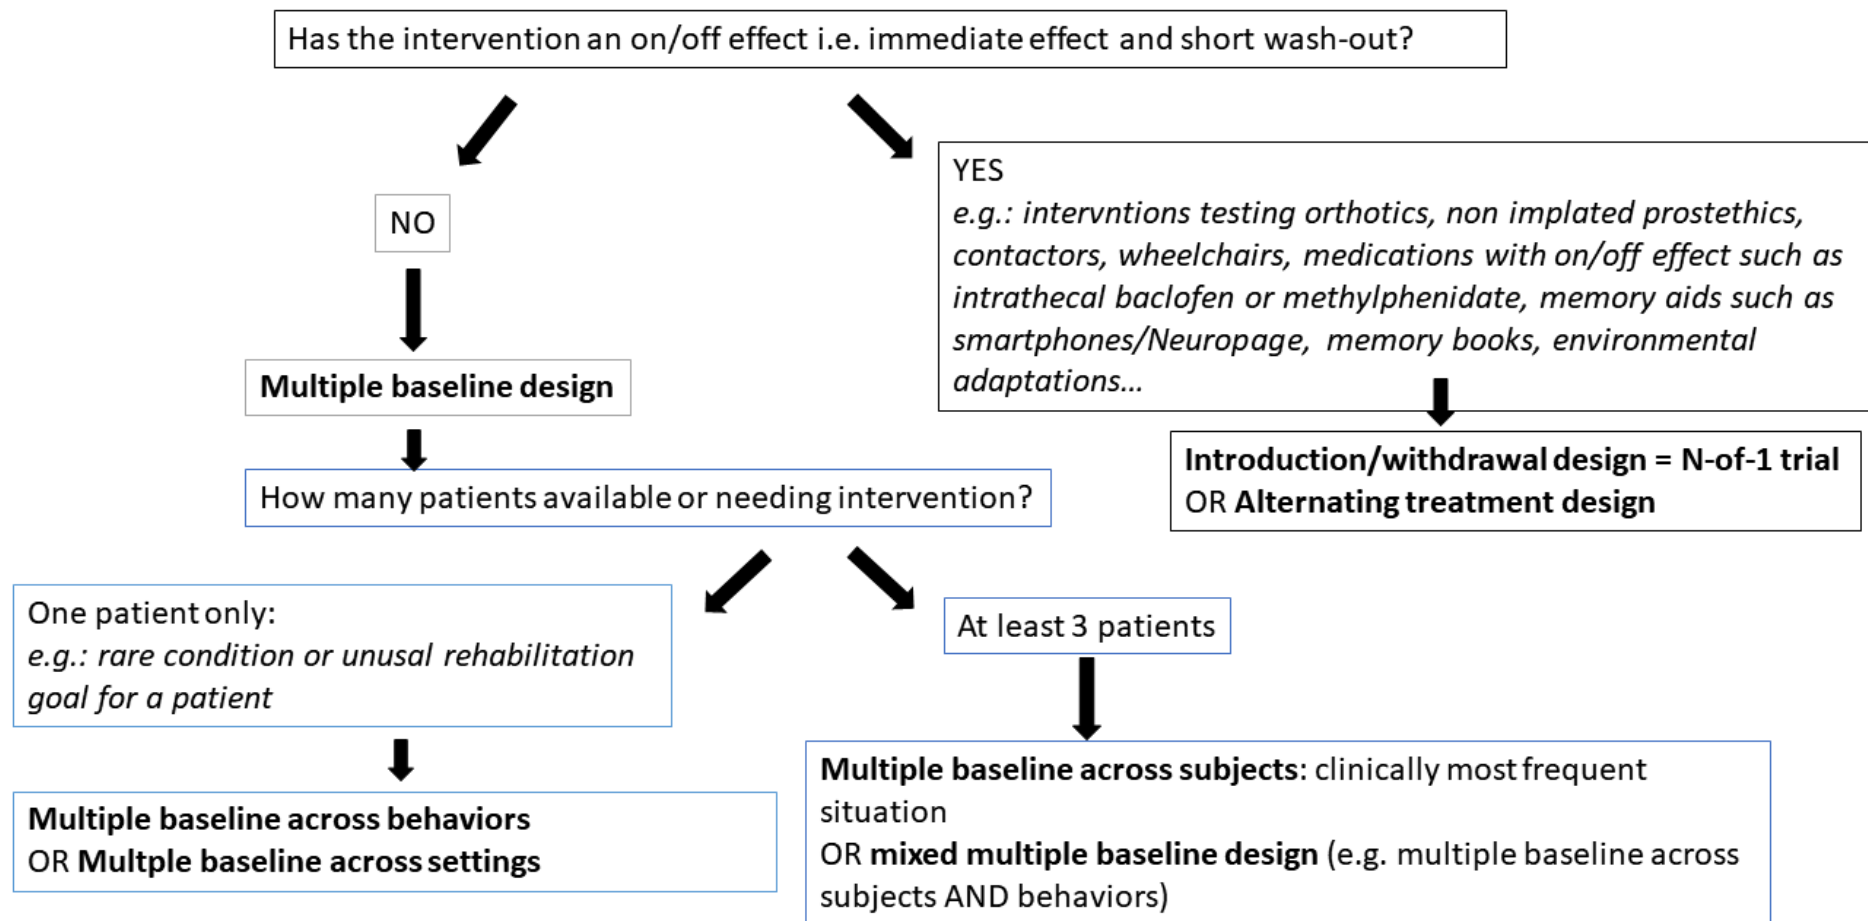 Has the intervention an on/off effect i.e. immediate effect and short wash-out?
NO
YES
e.g.: intervntions testing orthotics, non implated prostethics,
contactors, wheelchairs, medications with on/off effect such as
intrathecal baclofen or methylphenidate, memory aids such as
smartphones/Neuropage, memory books, environmental
adaptations...
Multiple baseline design
Introduction/withdrawal design = N-of-1 trial
OR Alternating treatment design
How many patients available or needing intervention?
One patient only:
e.g.: rare condition or unusal rehabilitation
goal for a patient
At least 3 patients
Multiple baseline across behaviors
OR Multple baseline across settings
Multiple baseline across subjects: clinically most frequent
situation
OR mixed multiple baseline design (e.g. multiple baseline across
subjects AND behaviors)